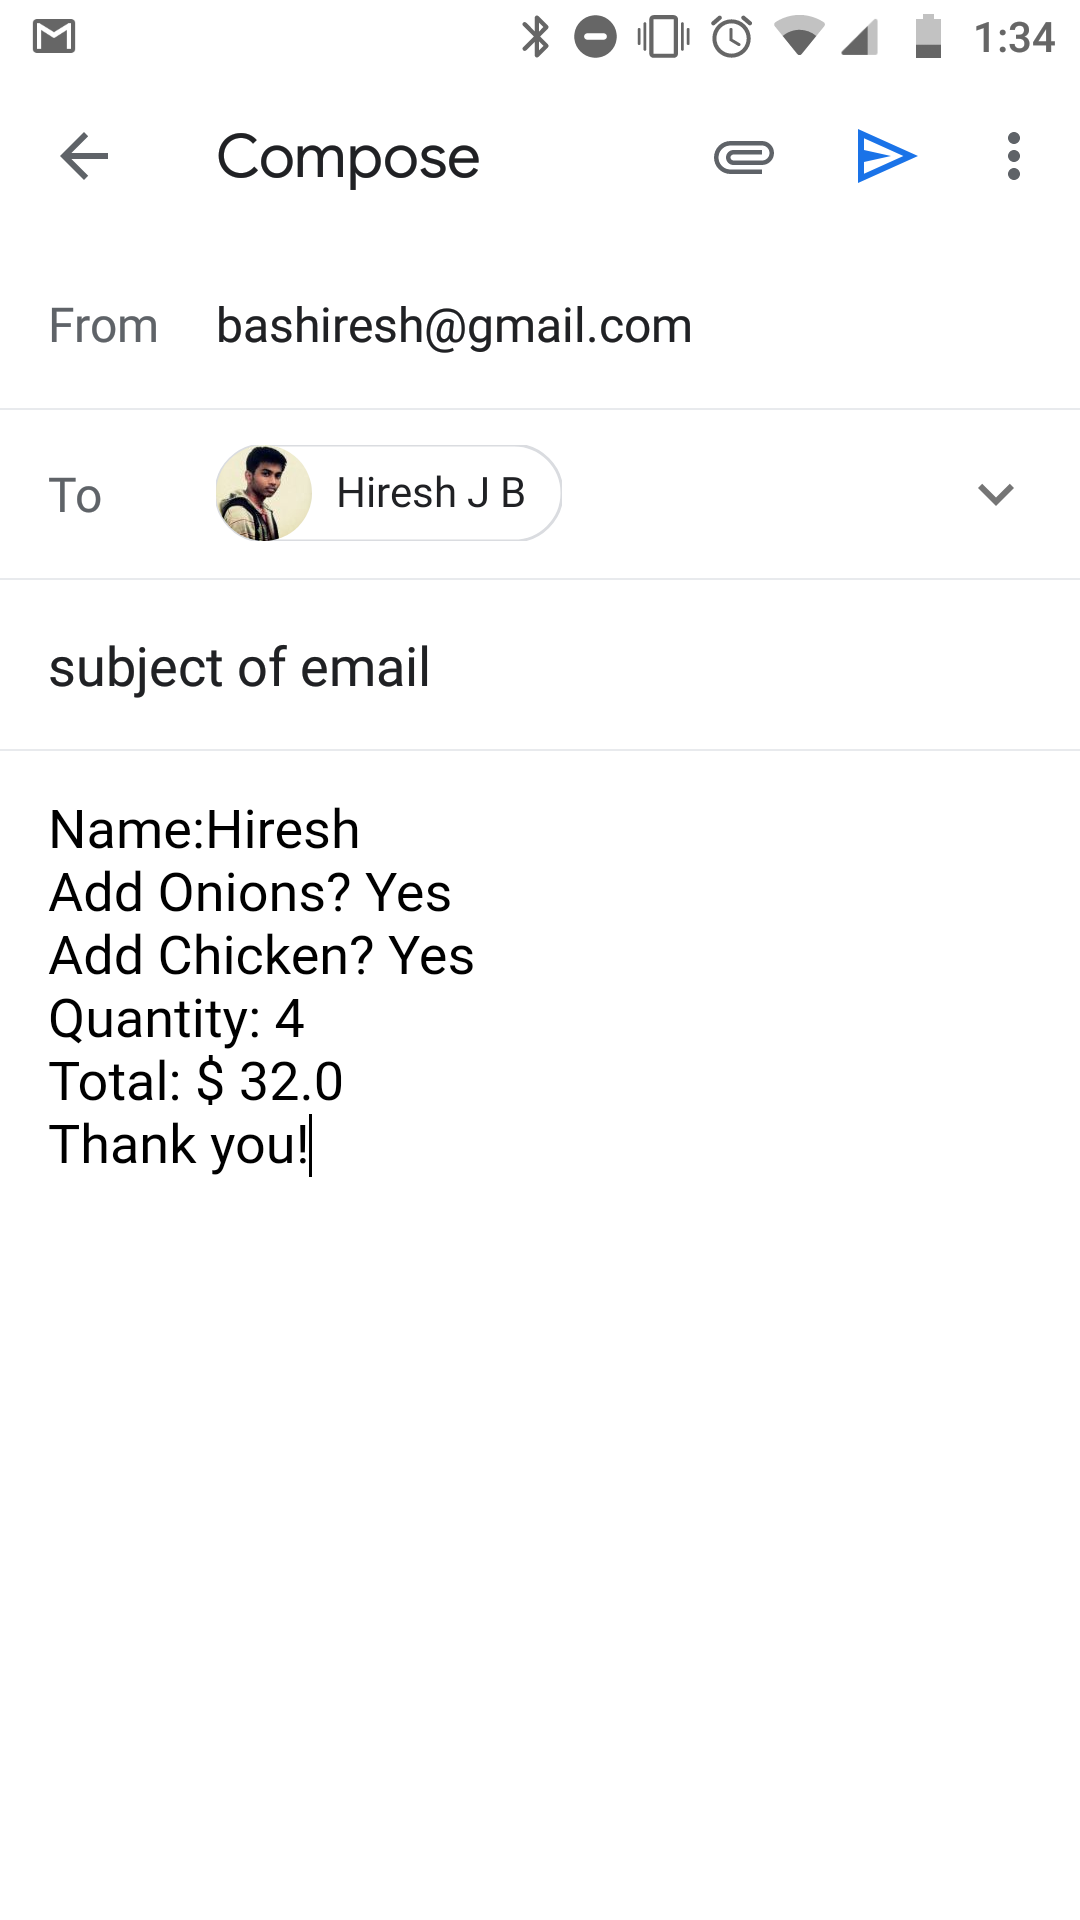 1:34
Compose
From bashiresh@gmail.com
To Hiresh J B
subject of email
Name:Hiresh
Add Onions? Yes
Add Chicken? Yes
Quantity: 4
Total: $ 32.0
Thank you!